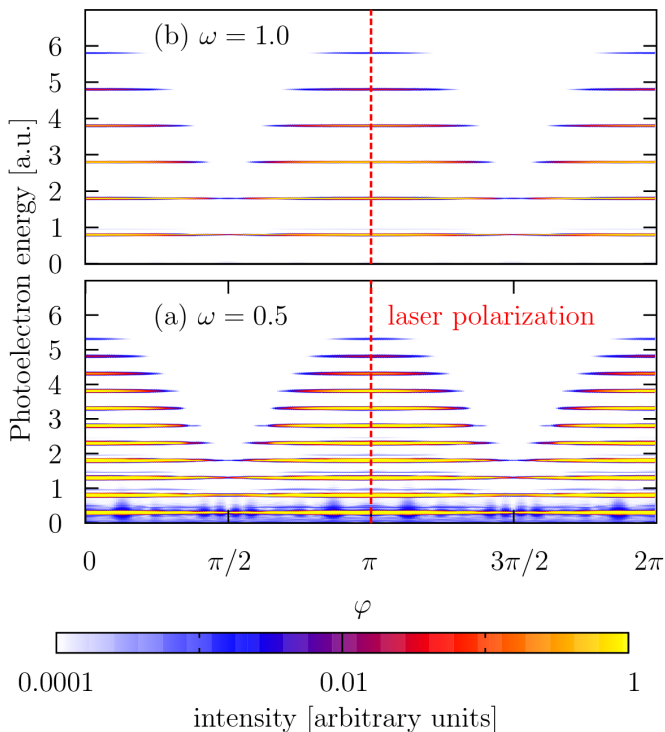 (b) ω = 1.0
6
5
4
3
2
1
0
Photoelectron energy [a.u.]
(a) ω = 0.5
laser polarization
6
5
4
3
2
1
0
0 π/2 π 3π/2 2π
φ
0.0001 0.01 1
intensity [arbitrary units]